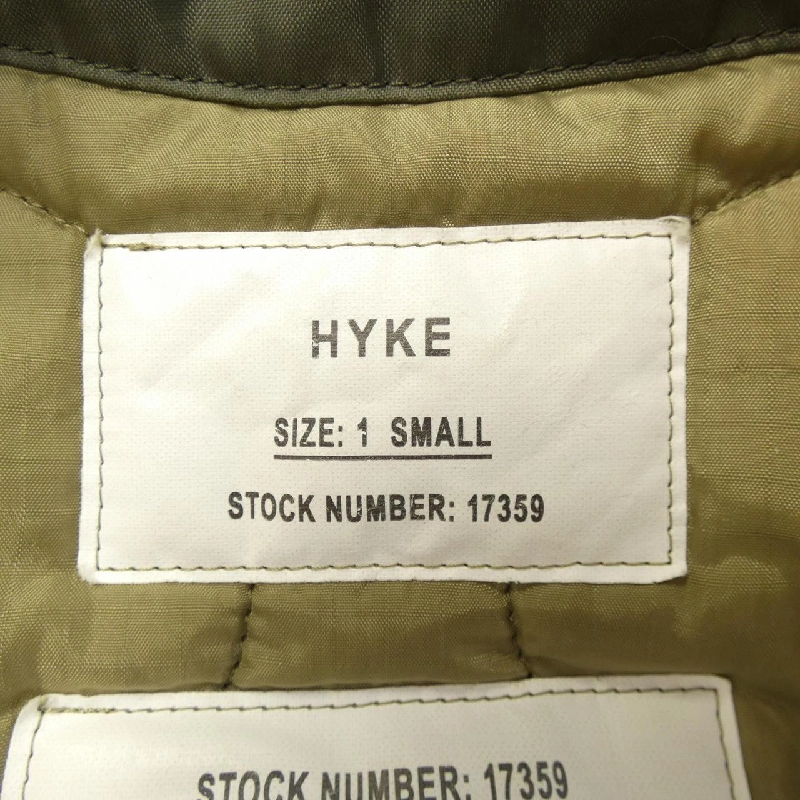 HYKE
SIZE: 1 SMALL
STOCK NUMBER: 17359
STOCK NUMBER: 17359